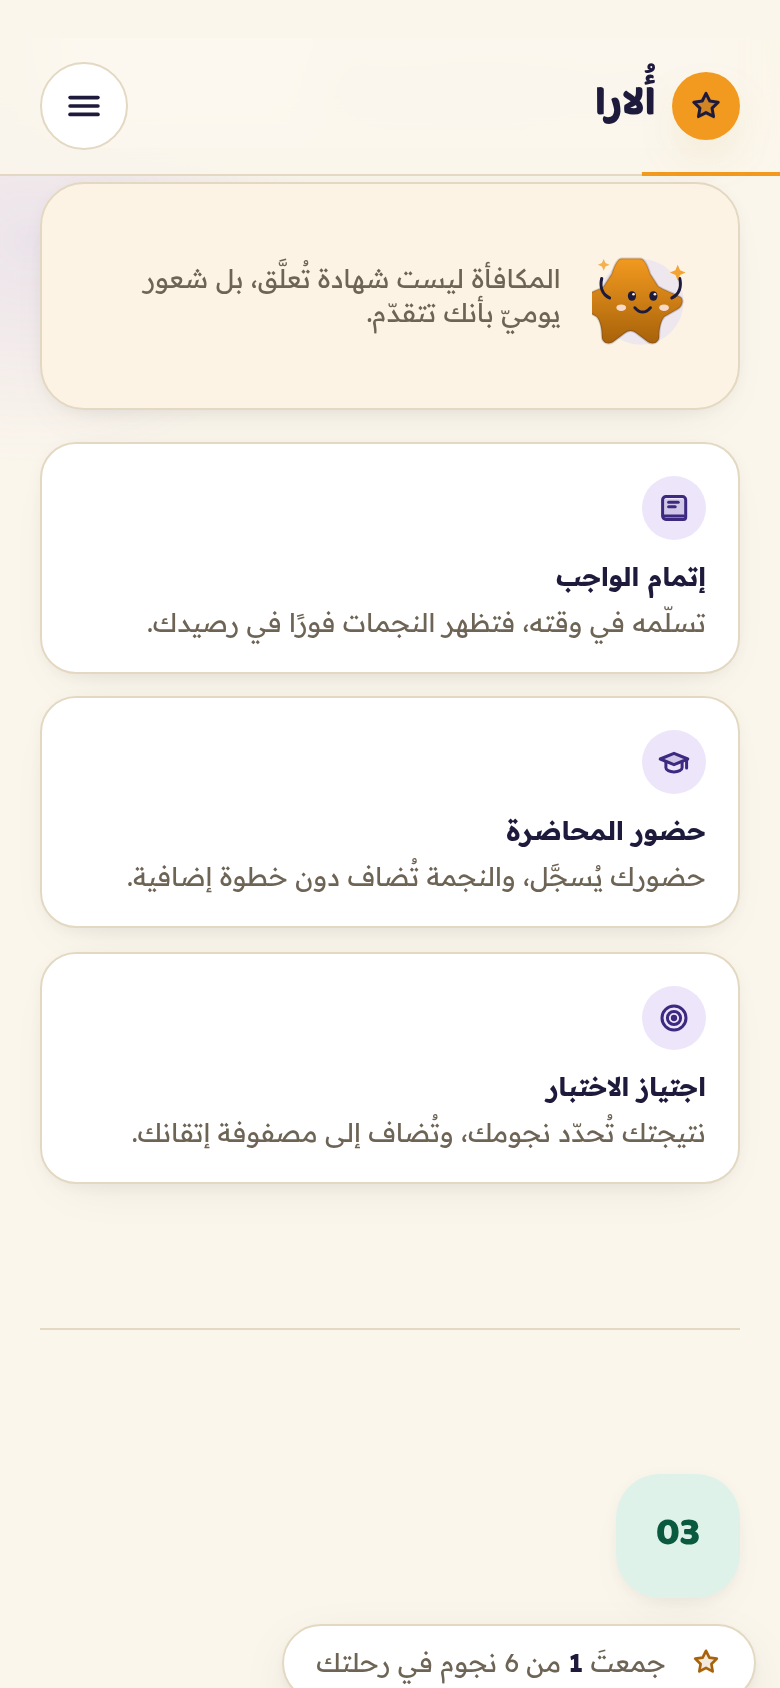 أُلارا
المكافأة ليست شهادة تُعلَّق، بل شعور
يوميّ بأنك تتقدّم.
إتمام الواجب
تسلّمه في وقته، فتظهر النجمات فورًا في رصيدك.
حضور المحاضرة
حضورك يُسجَّل، والنجمة تُضاف دون خطوة إضافية.
اجتياز الاختبار
نتيجتك تُحدّد نجومك، وتُضاف إلى مصفوفة إتقانك.
03
جمعتَ 1 من 6 نجوم في رحلتك